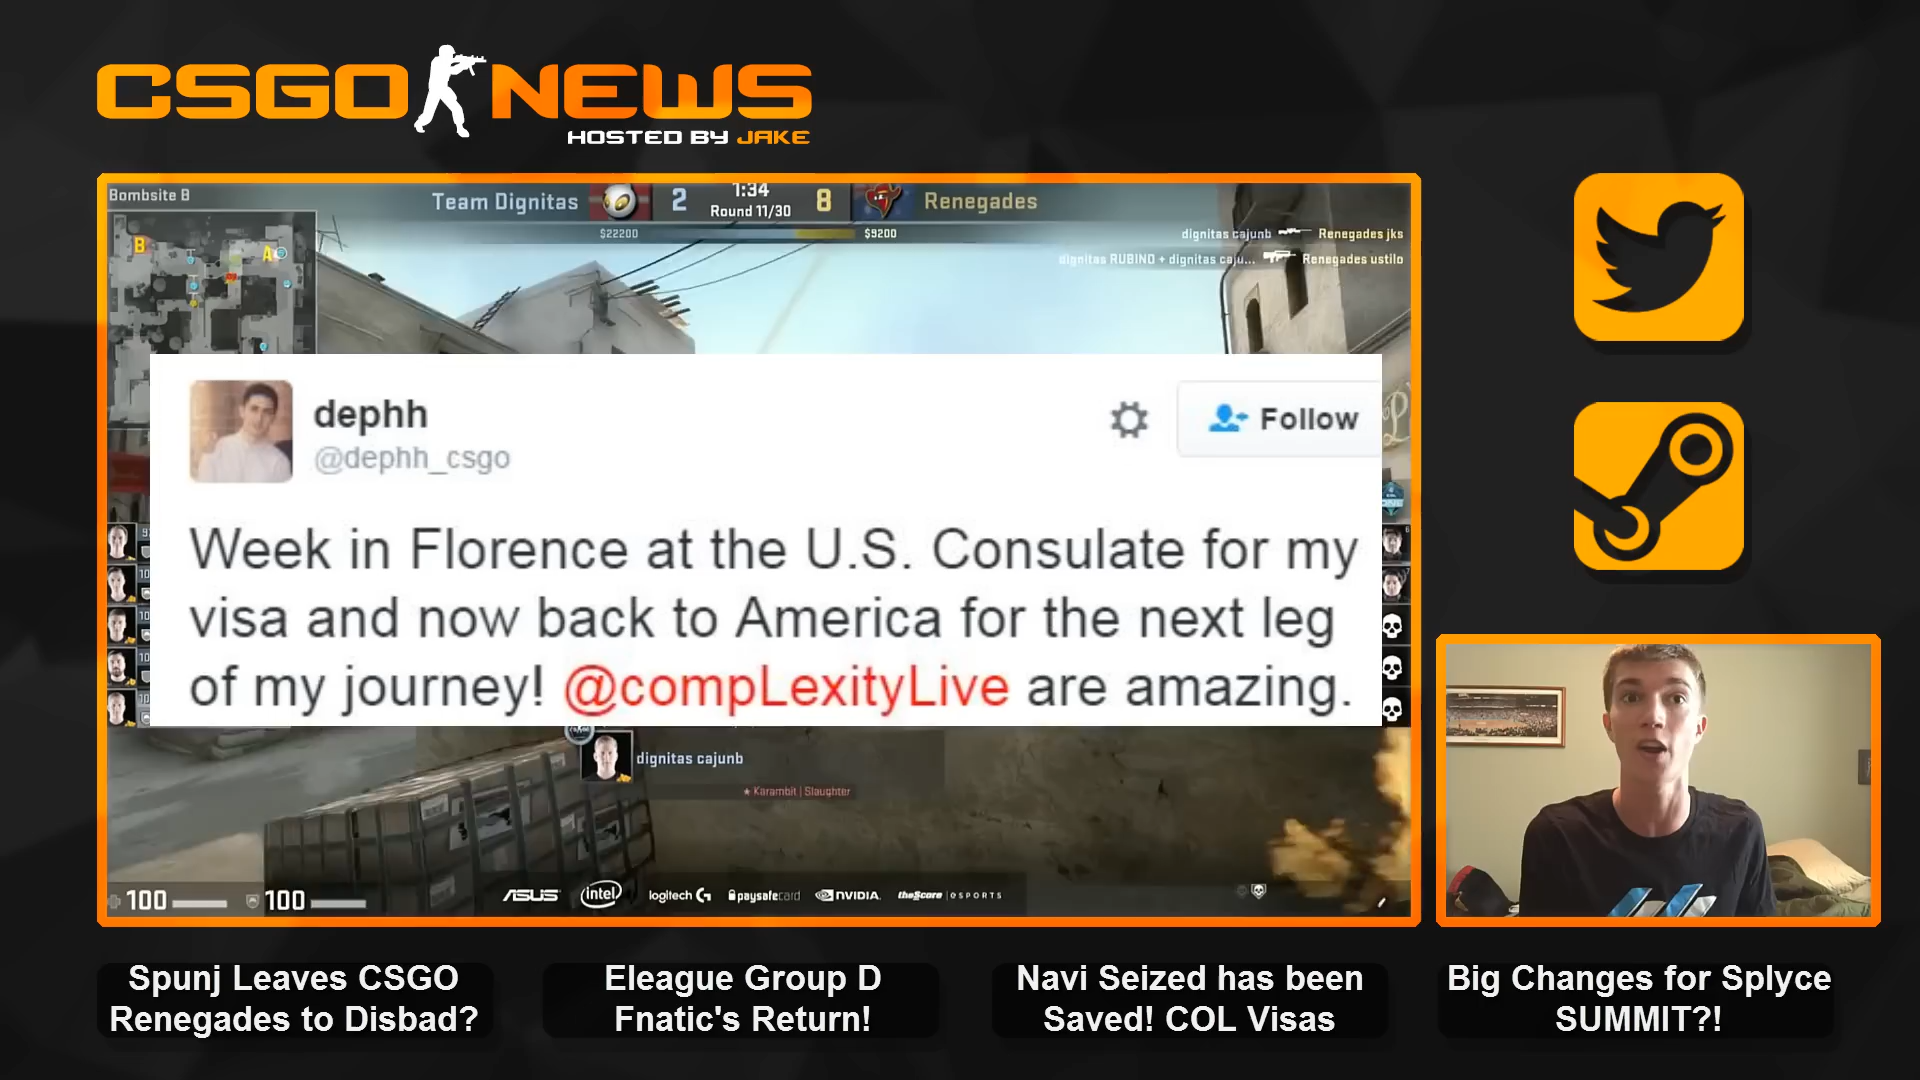 CSGO NEWS
HOSTED BY JAKE
Bombsite B
Team Dignitas 2 1:34 8 Renegades
Round 11/30
$22200 $9200
dignitas cajunb Renegades jks
dignitas RUBINO + dignitas caju... Renegades ustilo
B A
dephh
@dephh_csgo
Follow
Week in Florence at the U.S. Consulate for my
visa and now back to America for the next leg
of my journey! @compLexityLive are amazing.
dignitas cajunb
★ Karambit | Slaughter
100 100
ASUS intel logitech G paysafecard NVIDIA. theScore eSPORTS
Spunj Leaves CSGO
Renegades to Disbad?
Eleague Group D
Fnatic's Return!
Navi Seized has been
Saved! COL Visas
Big Changes for Splyce
SUMMIT?!